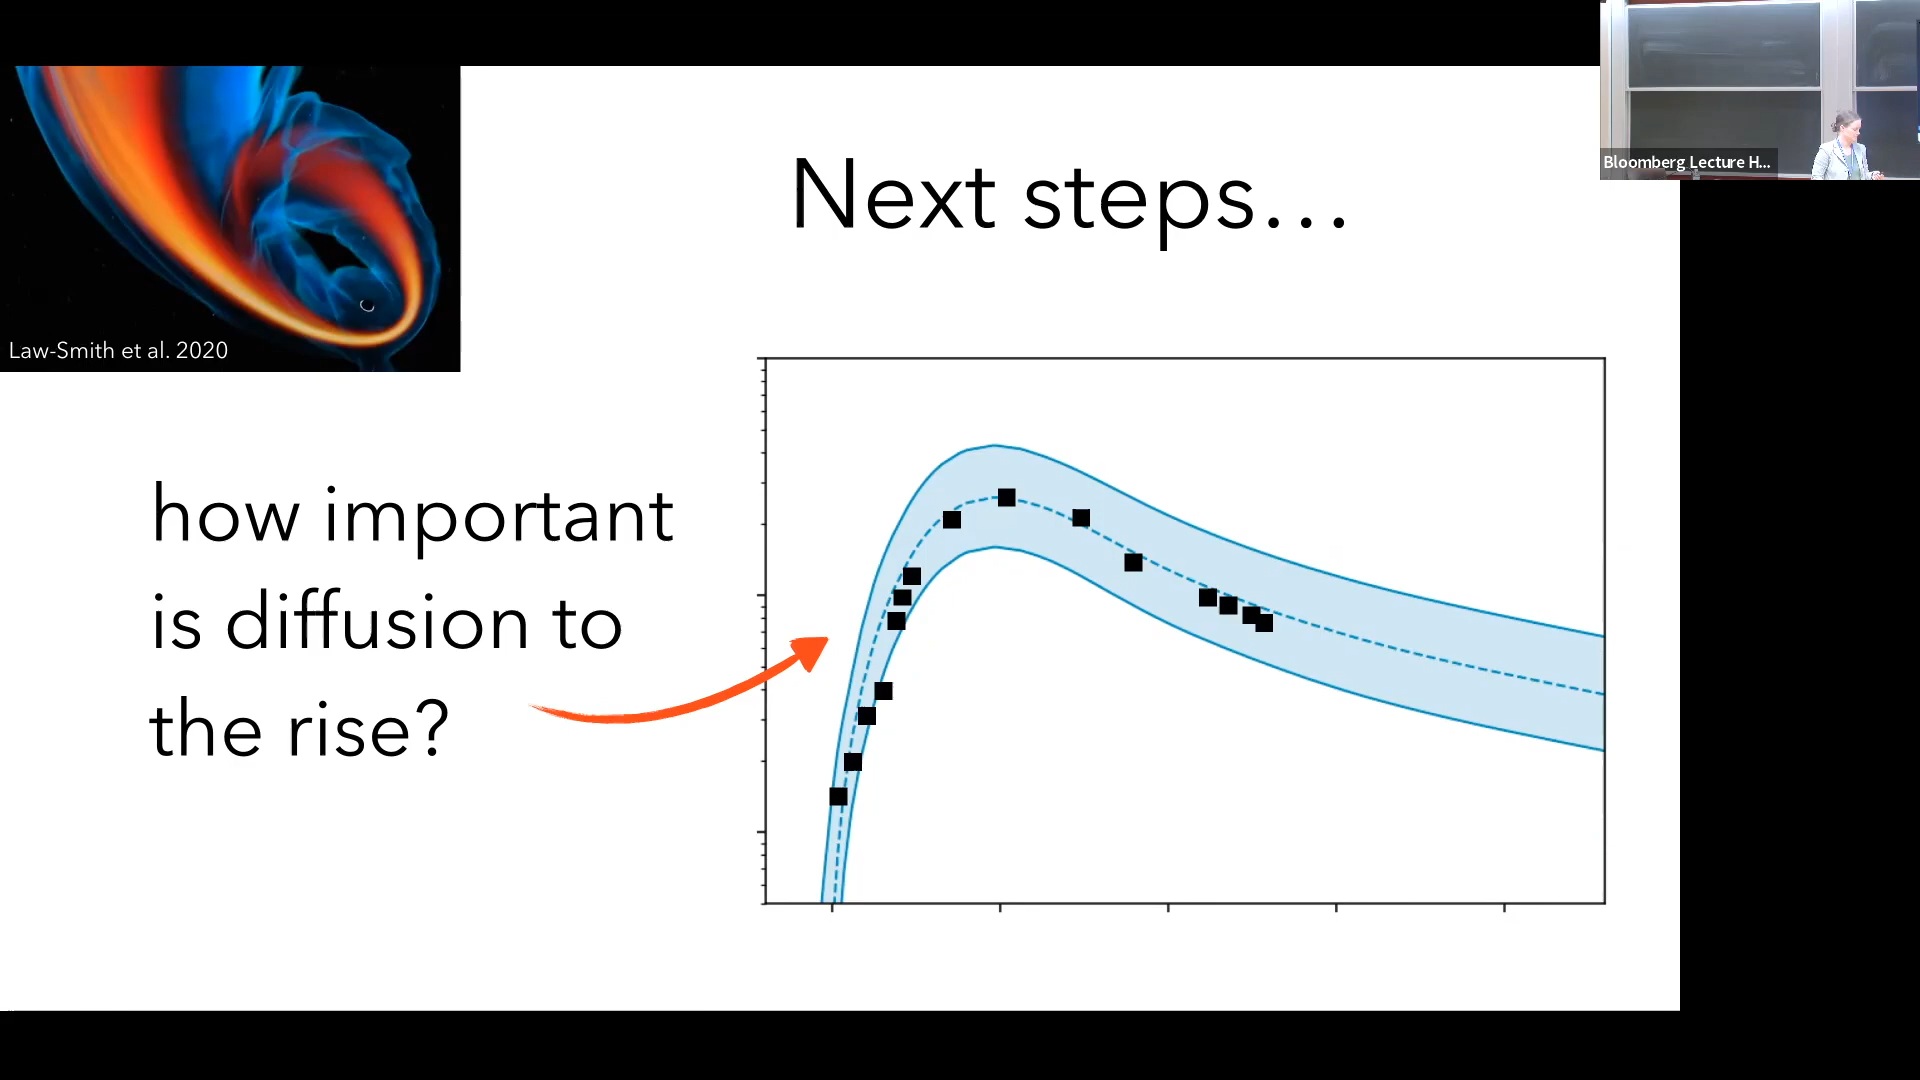 Bloomberg Lecture H...
Next steps...
Law-Smith et al. 2020
how important
is diffusion to
the rise?